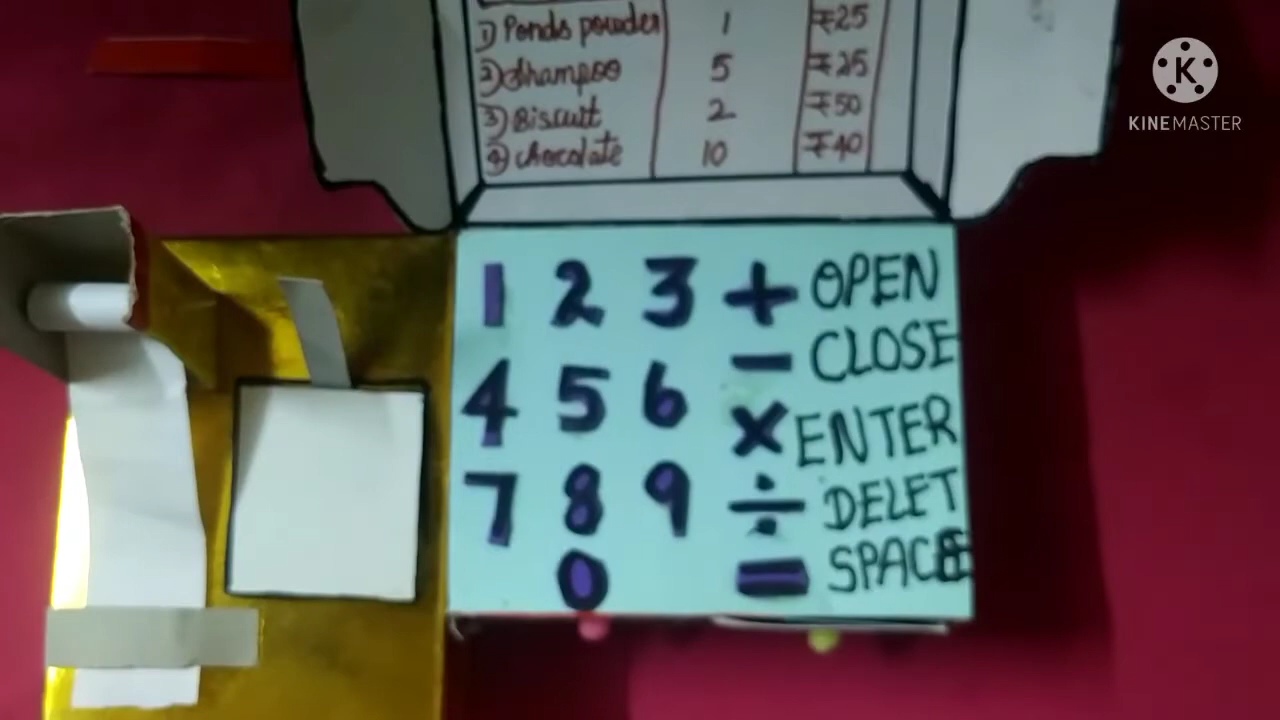 1) Ponds powder 1 ₹25
2) Shampoo 5 ₹25
3) Biscuit 2 ₹50
4) chocolate 10 ₹40
KINEMASTER
1 2 3 + OPEN
- CLOSE
4 5 6 × ENTER
7 8 9 ÷ DELET
0 = SPACE